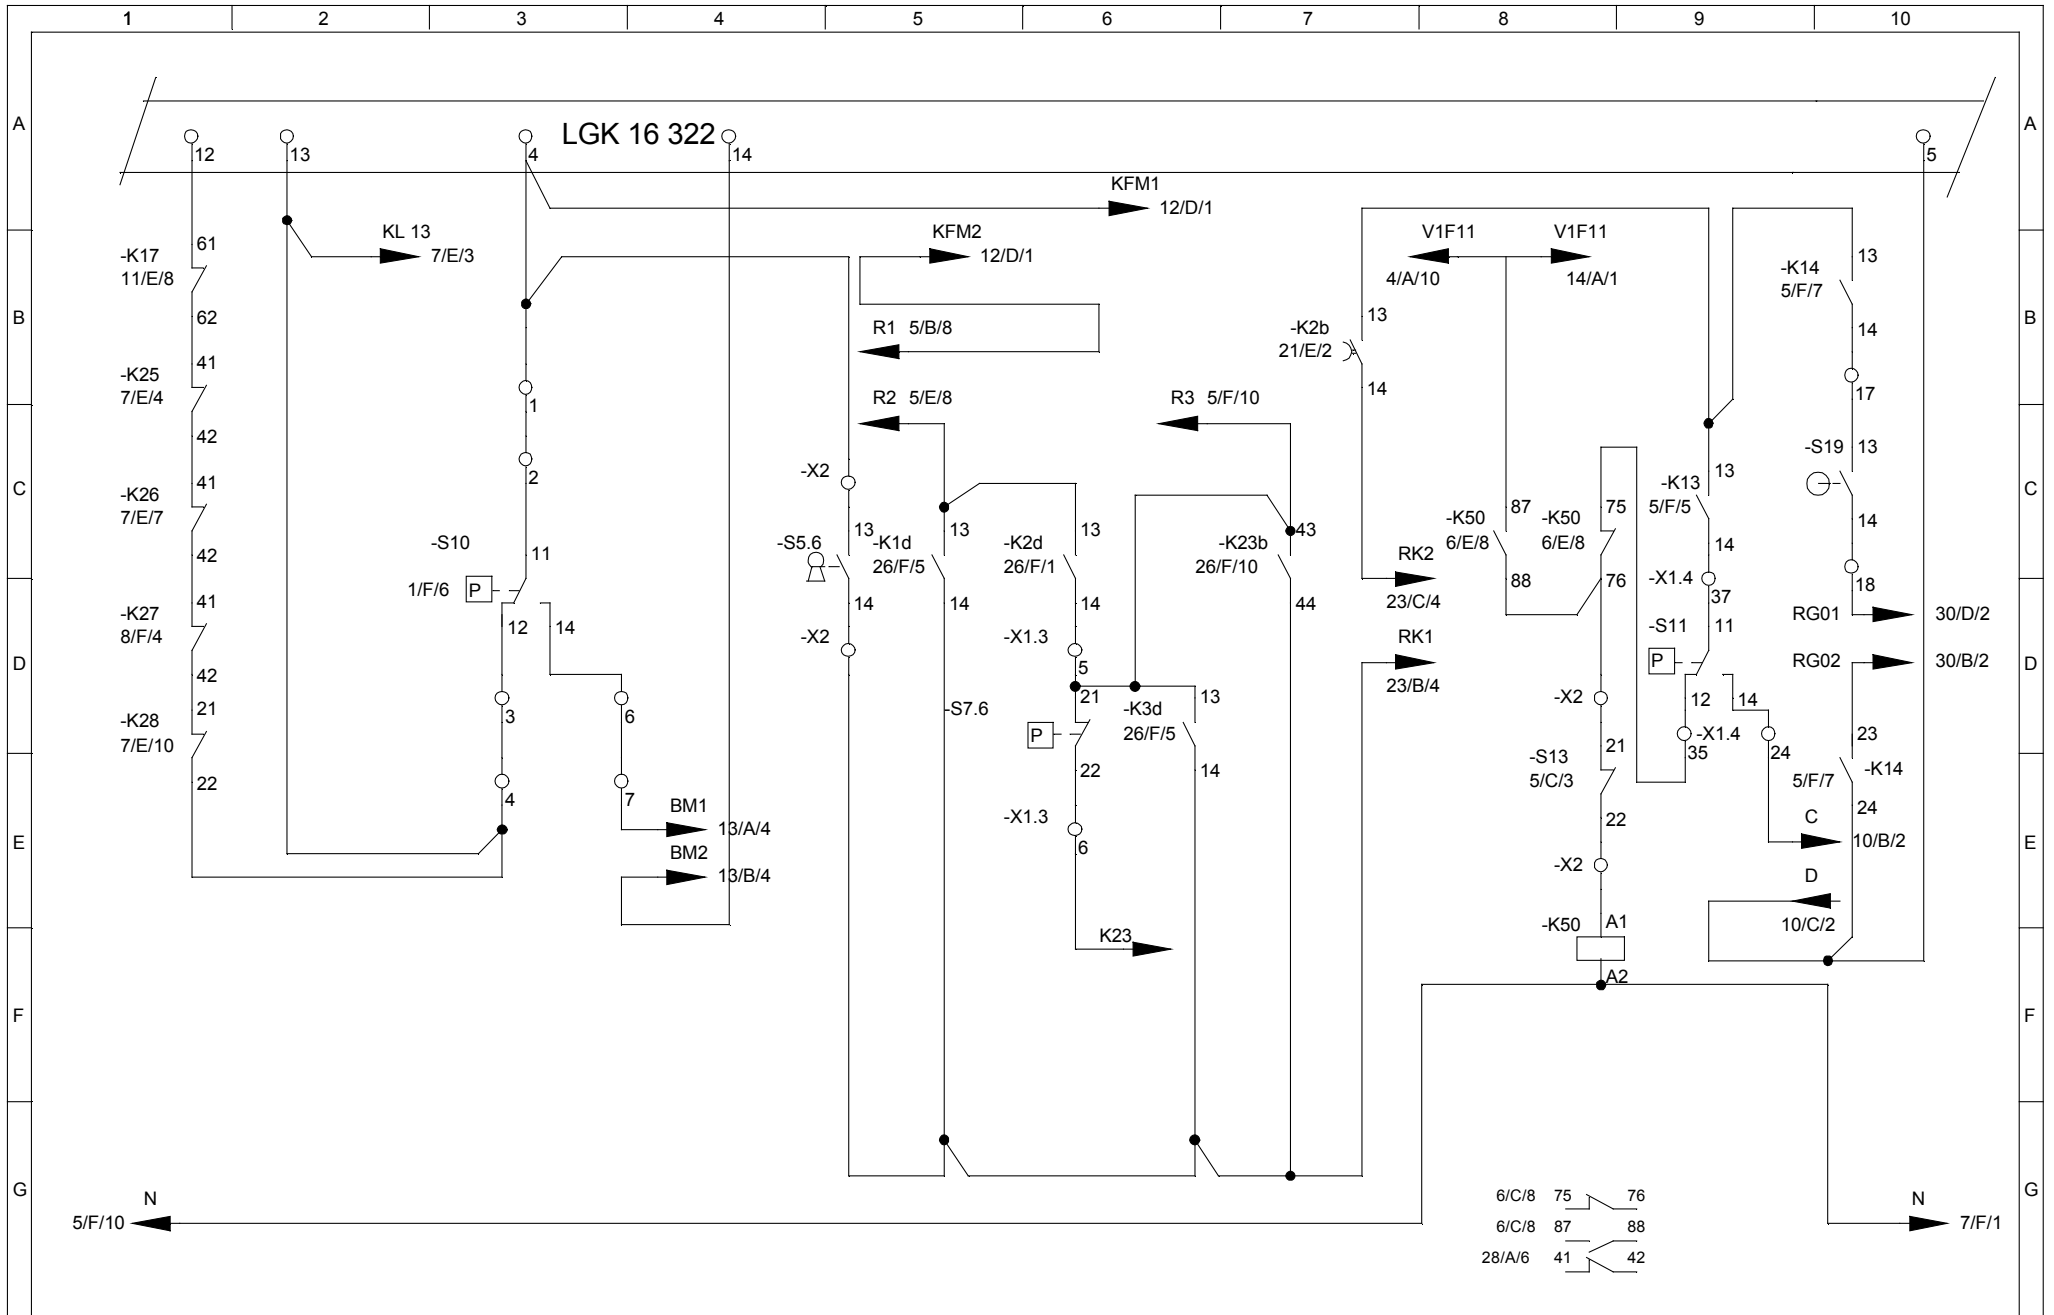 1 2 3 4 5 6 7 8 9 10
A A
LGK 16 322
12 13 4 14 5
KFM1
12/D/1
KL 13
7/E/3
KFM2
12/D/1
V1F11
4/A/10
V1F11
14/A/1
B B
61
-K17
11/E/8
62
41
-K25
7/E/4
42
1
2
R1 5/B/8
R2 5/E/8
R3 5/F/10
13
-K2b
21/E/2
14
13
-K14
5/F/7
14
17
C C
41
-K26
7/E/7
42
-S10
11
1/F/6
P
12 14
-X2
13
-S5.6
14
-X2
13
-K1d
26/F/5
14
13
-K2d
26/F/1
14
-X1.3
5
43
-K23b
26/F/10
44
RK2
23/C/4
RK1
23/B/4
87
-K50
6/E/8
88
75
-K50
6/E/8
76
13
-K13
5/F/5
14
-X1.4
37
-S11
11
P
12 14
-X1.4
35 24
13
-S19
14
18
RG01
30/D/2
RG02
30/B/2
D D
41
-K27
8/F/4
42
21
-K28
7/E/10
22
3
6
4
7
-S7.6
21
P
22
-X1.3
6
13
-K3d
26/F/5
14
-X2
21
-S13
5/C/3
22
-X2
23
-K14
5/F/7
24
E E
BM1
13/A/4
BM2
13/B/4
C
10/B/2
D
10/C/2
K23
-K50
A1
A2
F F
G G
N
5/F/10
6/C/8 75 76
6/C/8 87 88
28/A/6 41 42
N
7/F/1